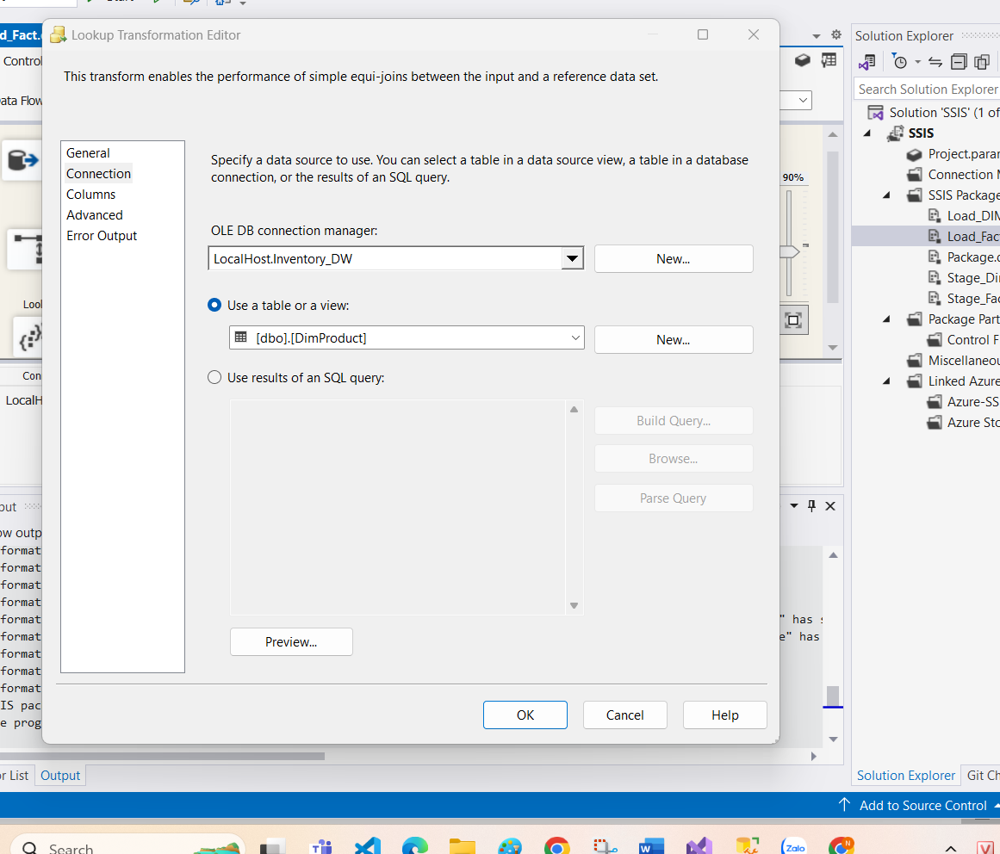 Start
d_Fact.
Lookup Transformation Editor
Solution Explorer
Control
This transform enables the performance of simple equi-joins between the input and a reference data set.
Search Solution Explorer
ata Flow
Solution 'SSIS' (1 of
SSIS
General
Connection
Columns
Advanced
Error Output
Specify a data source to use. You can select a table in a data source view, a table in a database
connection, or the results of an SQL query.
90%
Project.para
Connection M
SSIS Package
Load_DIM
Load_Fac
Package.d
Stage_Di
Stage_Fac
Package Part
Control F
Miscellaneou
Linked Azure
Azure-SS
Azure Sto
OLE DB connection manager:
LocalHost.Inventory_DW
New...
Use a table or a view:
Look
[dbo].[DimProduct]
New...
Use results of an SQL query:
Con
LocalH
Build Query...
Browse...
Parse Query
put
ow outp
format
format
format
format
format
format
format
format
format
IS pac
e prog
" has s
e" has
Preview...
OK
Cancel
Help
or List
Output
Solution Explorer
Git Ch
Add to Source Control
Search
Zalo
N
W
V